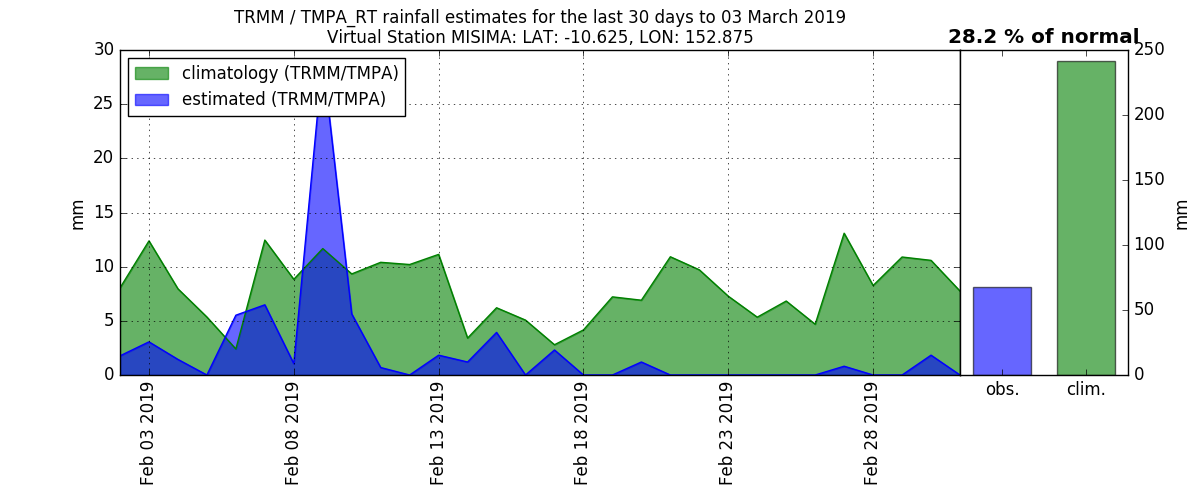 TRMM / TMPA_RT rainfall estimates for the last 30 days to 03 March 2019
Virtual Station MISIMA: LAT: -10.625, LON: 152.875
28.2 % of normal
climatology (TRMM/TMPA)
estimated (TRMM/TMPA)
30
25
20
15
10
5
0
mm
Feb 03 2019
Feb 08 2019
Feb 13 2019
Feb 18 2019
Feb 23 2019
Feb 28 2019
obs.
clim.
250
200
150
100
50
0
mm